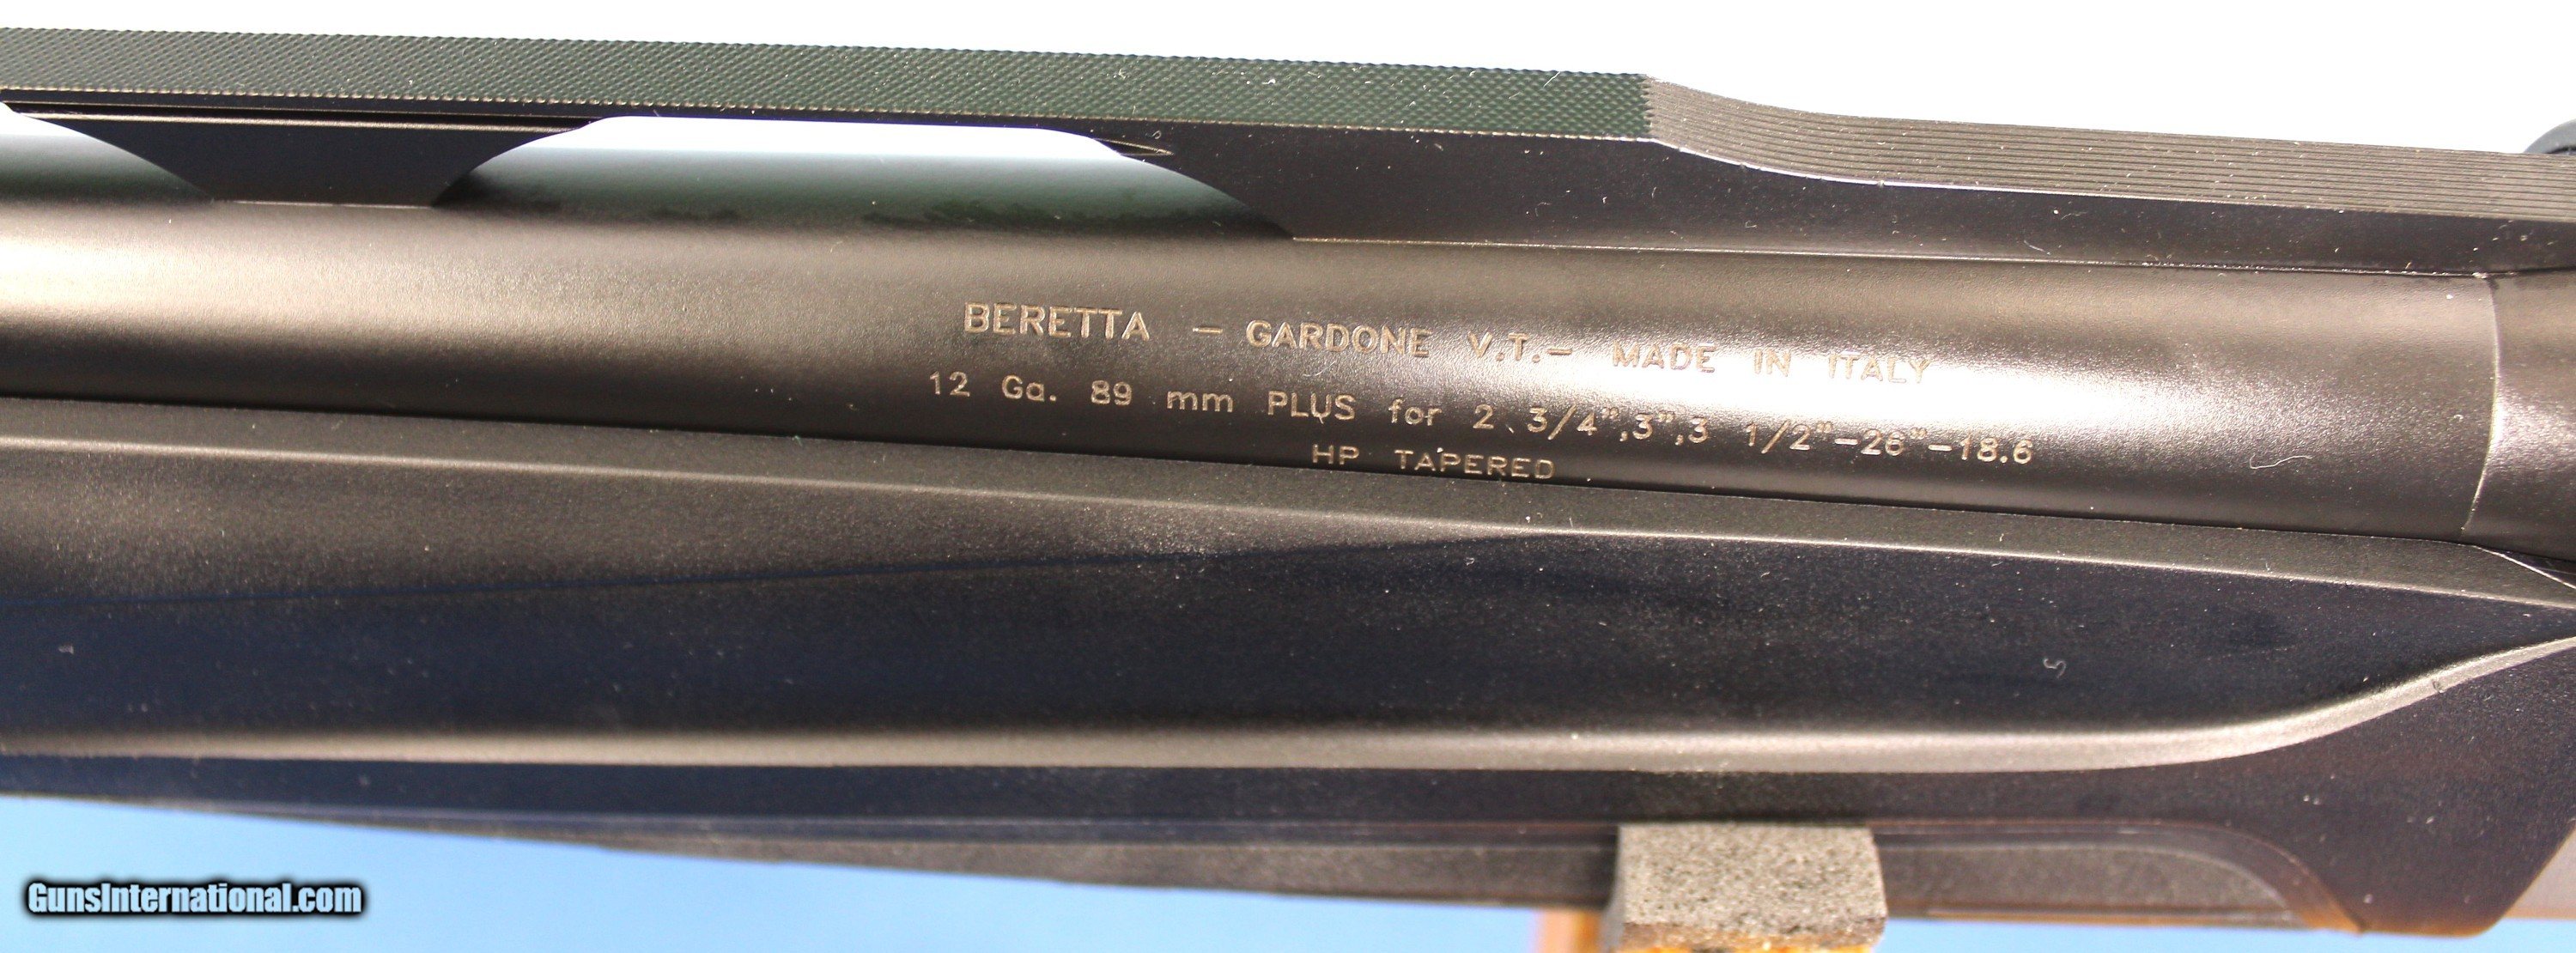 BERETTA – GARDONE V.T.– MADE IN ITALY
12 Ga. 89 mm PLUS for 2 3/4",3",3 1/2"–26"–18.6
HP TAPERED
GunsInternational.com